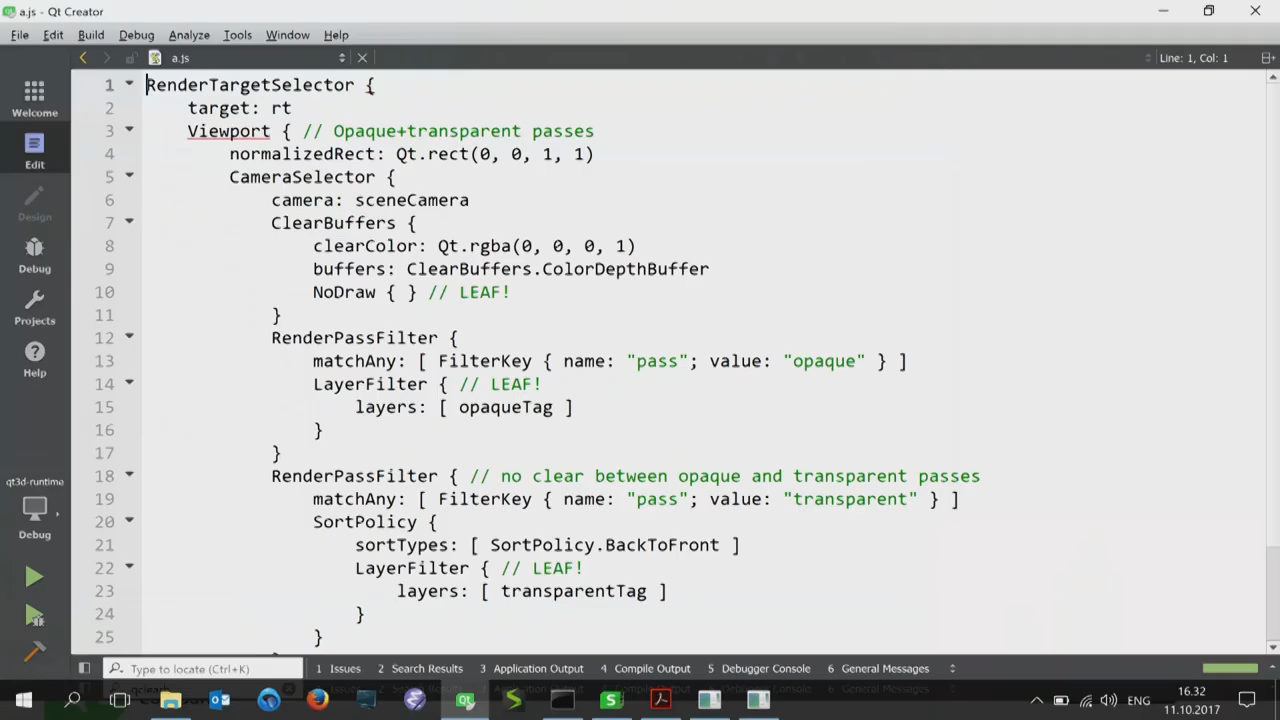 a.js - Qt Creator
File Edit Build Debug Analyze Tools Window Help
a.js
Line: 1, Col: 1
Welcome
Edit
Design
Debug
Projects
Help
qt3d-runtime
Debug
1 RenderTargetSelector {
2 target: rt
3 Viewport { // Opaque+transparent passes
4 normalizedRect: Qt.rect(0, 0, 1, 1)
5 CameraSelector {
6 camera: sceneCamera
7 ClearBuffers {
8 clearColor: Qt.rgba(0, 0, 0, 1)
9 buffers: ClearBuffers.ColorDepthBuffer
10 NoDraw { } // LEAF!
11 }
12 RenderPassFilter {
13 matchAny: [ FilterKey { name: "pass"; value: "opaque" } ]
14 LayerFilter { // LEAF!
15 layers: [ opaqueTag ]
16 }
17 }
18 RenderPassFilter { // no clear between opaque and transparent passes
19 matchAny: [ FilterKey { name: "pass"; value: "transparent" } ]
20 SortPolicy {
21 sortTypes: [ SortPolicy.BackToFront ]
22 LayerFilter { // LEAF!
23 layers: [ transparentTag ]
24 }
25 }
Type to locate (Ctrl+K) 1 Issues 2 Search Results 3 Application Output 4 Compile Output 5 Debugger Console 6 General Messages
ENG
16.32
11.10.2017